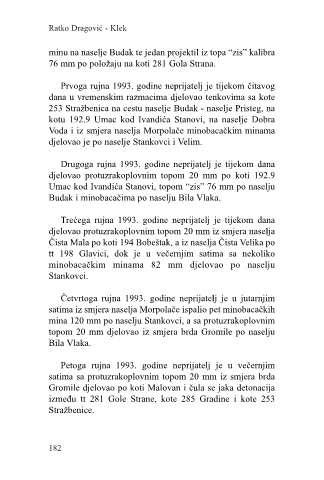 Ratko Dragović - Klek
minu na naselje Budak te jedan projektil iz topa “zis” kalibra
76 mm po položaju na koti 281 Gola Strana.
Prvoga rujna 1993. godine neprijatelj je tijekom čitavog
dana u vremenskim razmacima djelovao tenkovima sa kote
253 Stražbenica na cestu naselje Budak - naselje Pristeg, na
kotu 192.9 Umac kod Ivandića Stanovi, na naselje Dobra
Voda i iz smjera naselja Morpolače minobacačkim minama
djelovao je po naselje Stankovci i Velim.
Drugoga rujna 1993. godine neprijatelj je tijekom dana
djelovao protuzrakoplovnim topom 20 mm po koti 192.9
Umac kod Ivandića Stanovi, topom “zis” 76 mm po naselju
Budak i minobacačima po naselju Bila Vlaka.
Trećega rujna 1993. godine neprijatelj je tijekom dana
djelovao protuzrakoplovnim topom 20 mm iz smjera naselja
Čista Mala po koti 194 Bobeštak, a iz naselja Čista Velika po
tt 198 Glavici, dok je u večernjim satima sa nekoliko
minobacačkim minama 82 mm djelovao po naselju
Stankovci.
Četvrtoga rujna 1993. godine neprijatelj je u jutarnjim
satima iz smjera naselja Morpolače ispalio pet minobacačkih
mina 120 mm po naselju Stankovci, a sa protuzrakoplovnim
topom 20 mm djelovao iz smjera brda Gromile po naselju
Bila Vlaka.
Petoga rujna 1993. godine neprijatelj je u večernjim
satima sa protuzrakoplovnim topom 20 mm iz smjera brda
Gromile djelovao po koti Malovan i čula se jaka detonacija
između tt 281 Gole Strane, kote 285 Gradine i kote 253
Stražbenice.
182